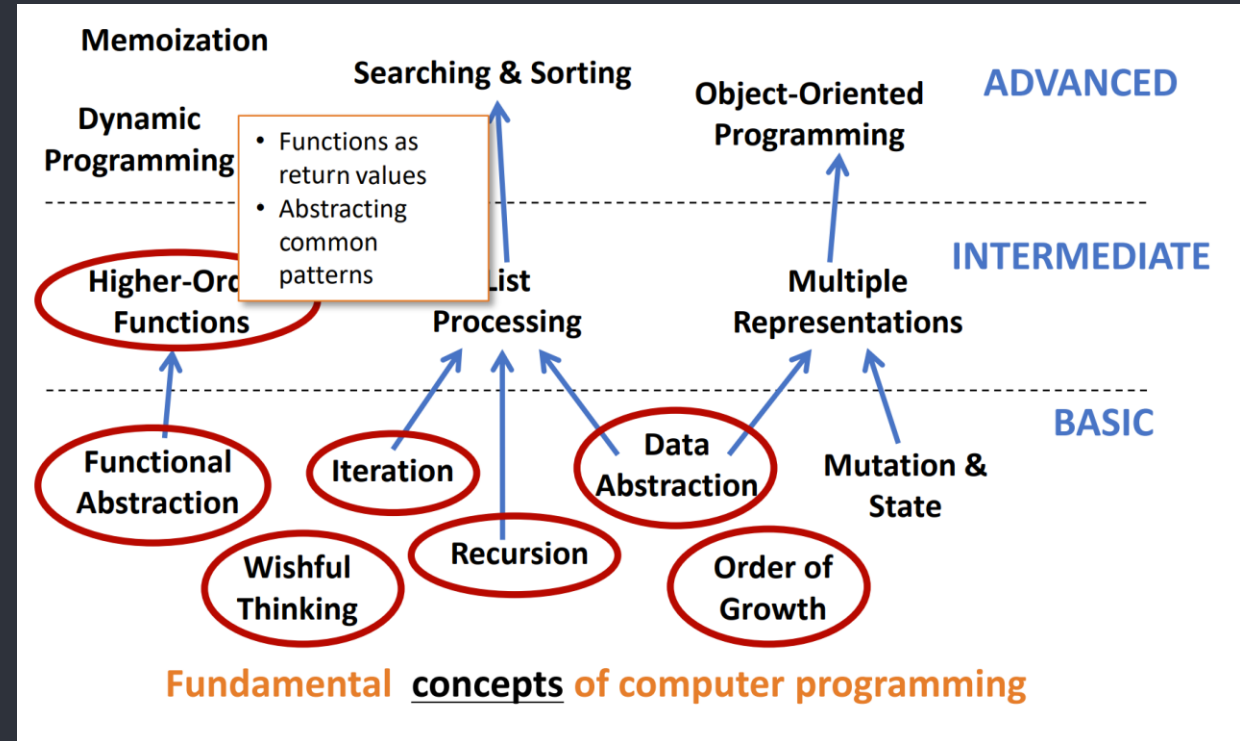 Memoization
Searching & Sorting
ADVANCED
Object-Oriented
Programming
Dynamic
Programming
• Functions as
return values
• Abstracting
common
patterns
INTERMEDIATE
Higher-Ord
Functions
List
Processing
Multiple
Representations
BASIC
Functional
Abstraction
Iteration
Data
Abstraction
Mutation &
State
Wishful
Thinking
Recursion
Order of
Growth
Fundamental concepts of computer programming